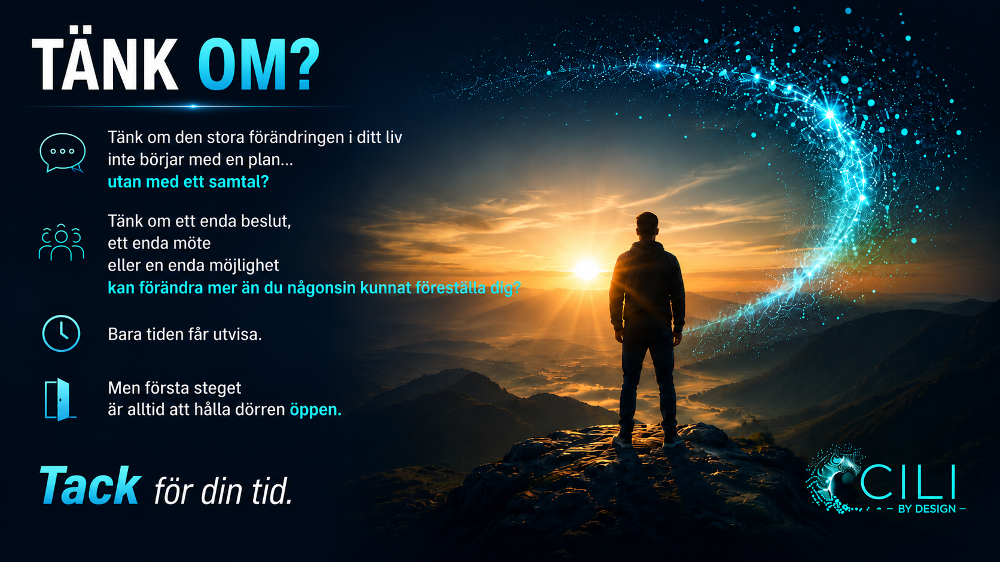 TÄNK OM?
Tänk om den stora förändringen i ditt liv
inte börjar med en plan...
utan med ett samtal?
Tänk om ett enda beslut,
ett enda möte
eller en enda möjlighet
kan förändra mer än du någonsin kunnat föreställa dig?
Bara tiden får utvisa.
Men första steget
är alltid att hålla dörren öppen.
Tack för din tid.
CILI
BY DESIGN